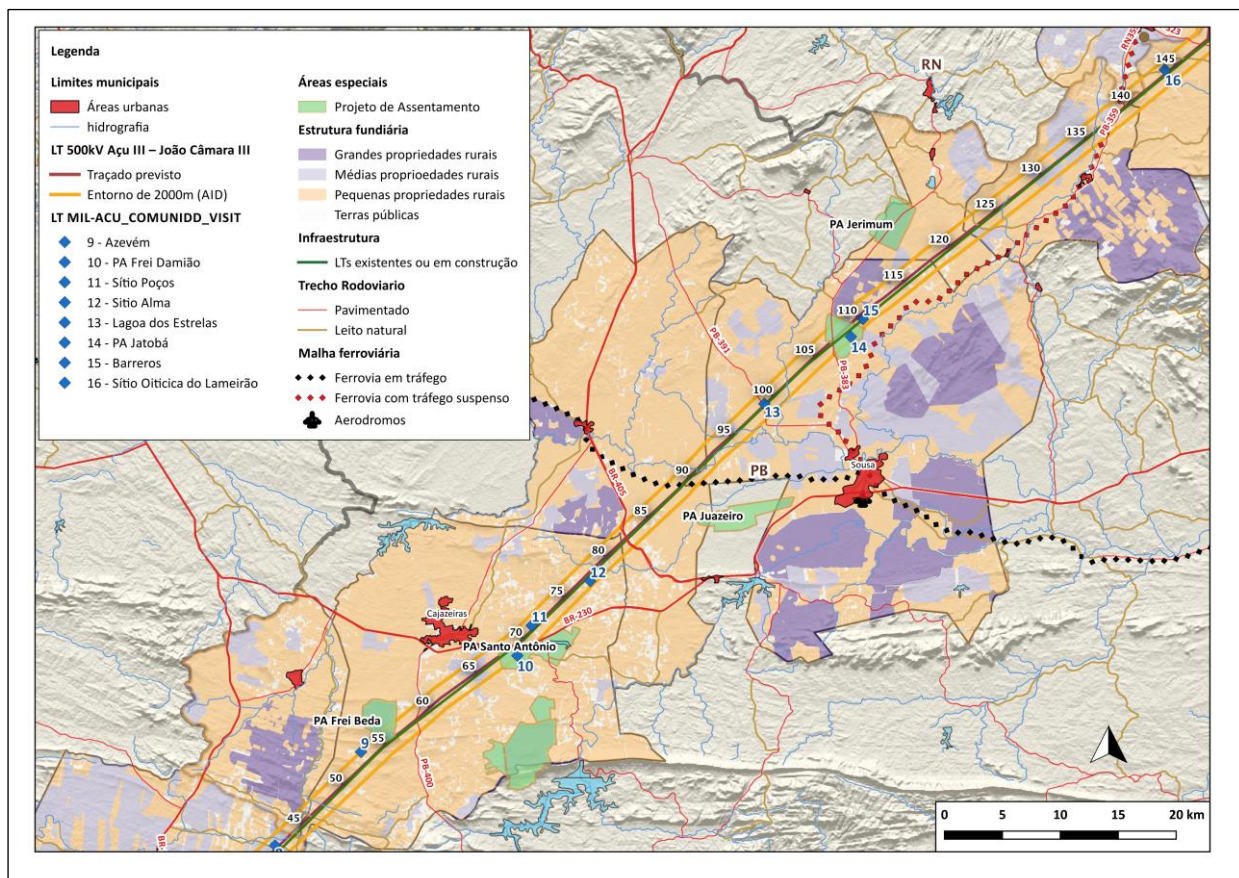 Legenda
Limites municipais
Áreas urbanas
hidrografia
LT 500kV Açu III – João Câmara III
Traçado previsto
Entorno de 2000m (AID)
LT MIL-ACU_COMUNIDD_VISIT
9 - Azevém
10 - PA Frei Damião
11 - Sítio Poços
12 - Sitio Alma
13 - Lagoa dos Estrelas
14 - PA Jatobá
15 - Barreros
16 - Sítio Oiticica do Lameirão
Áreas especiais
Projeto de Assentamento
Estrutura fundiária
Grandes propriedades rurais
Médias proprioedades rurais
Pequenas propriedades rurais
Terras públicas
Infraestrutura
LTs existentes ou em construção
Trecho Rodoviario
Pavimentado
Leito natural
Malha ferroviária
Ferrovia em tráfego
Ferrovia com tráfego suspenso
Aerodromos
323
RN
145
16
140
PB-359
135
130
125
PA Jerimum
120
115
110
15
14
105
PB-391
PB-383
100
13
95
90
PB
Sousa
BR-405
85
PA Juazeiro
80
12
75
11
BR-230
Cajazeiras
70
PA Santo Antônio
10
65
60
PA Frei Beda
55
9
50
PB-400
45
0 5 10 15 20 km